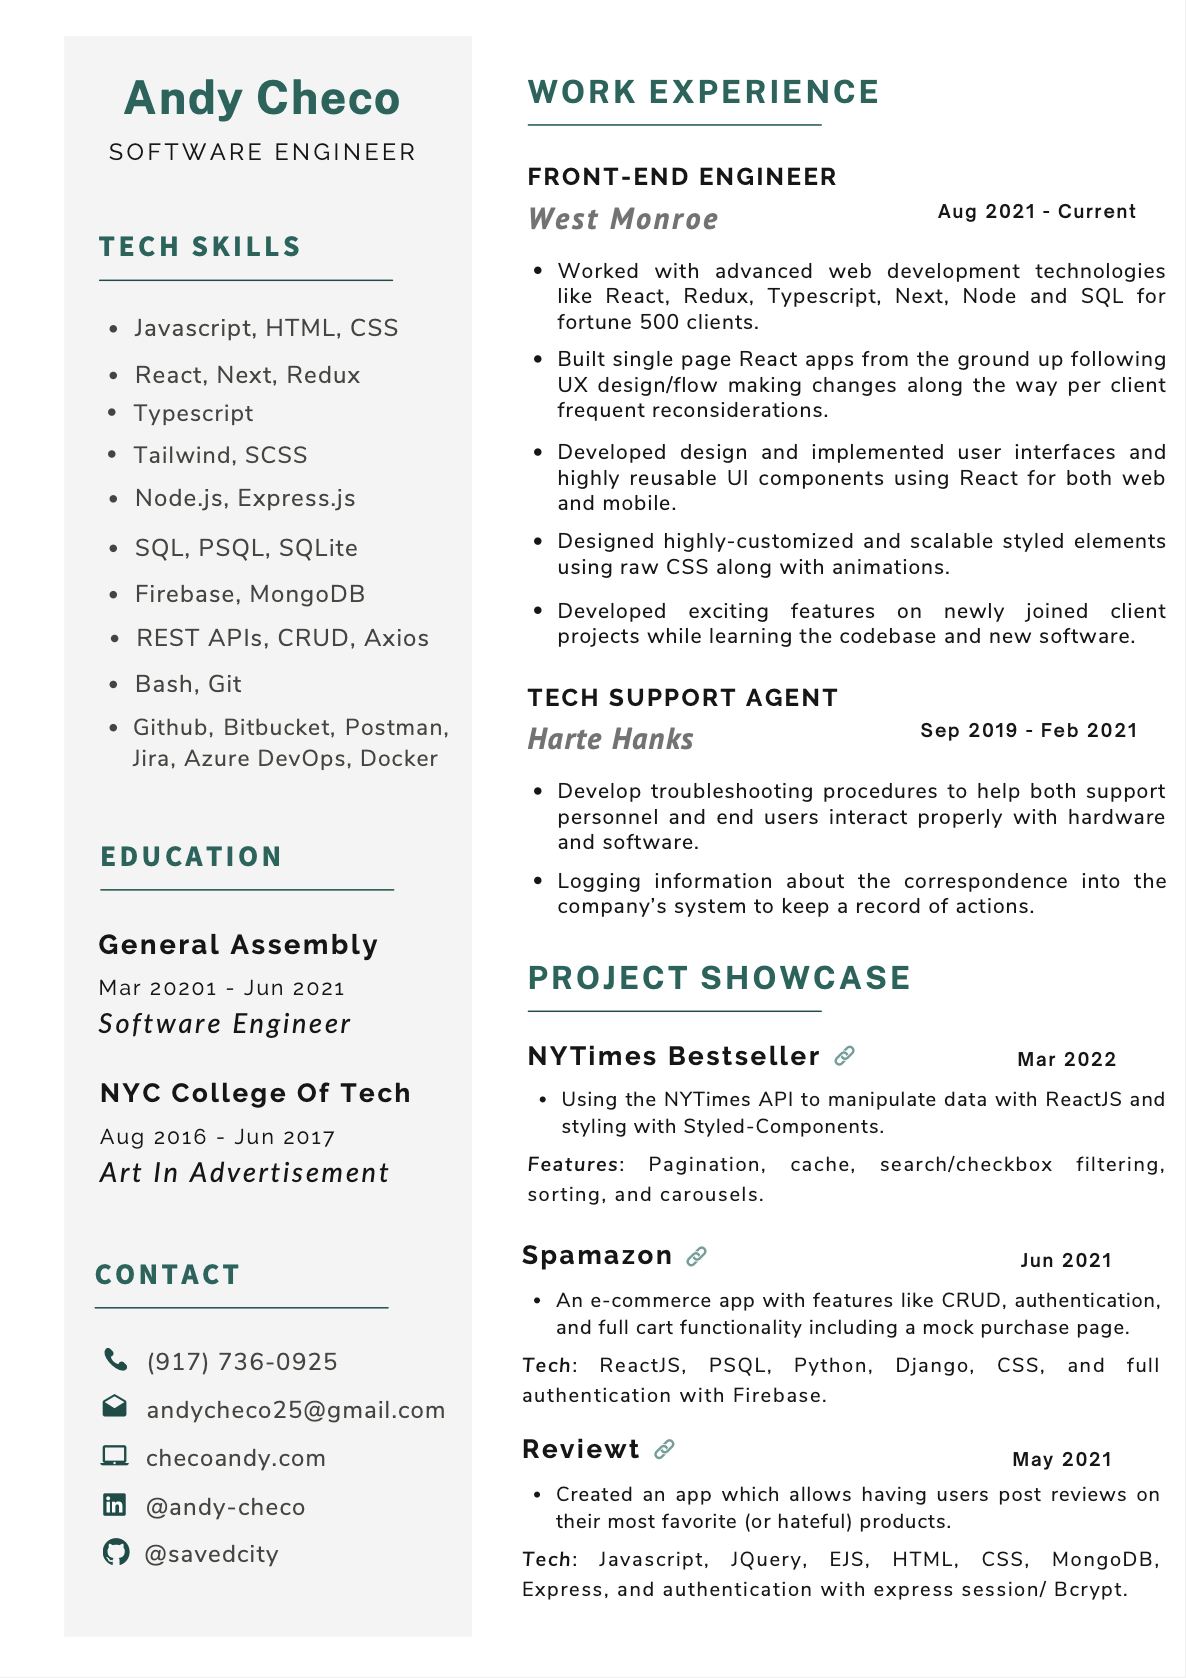 Andy Checo
SOFTWARE ENGINEER
TECH SKILLS
• Javascript, HTML, CSS
• React, Next, Redux
• Typescript
• Tailwind, SCSS
• Node.js, Express.js
• SQL, PSQL, SQLite
• Firebase, MongoDB
• REST APIs, CRUD, Axios
• Bash, Git
• Github, Bitbucket, Postman,
Jira, Azure DevOps, Docker
EDUCATION
General Assembly
Mar 20201 - Jun 2021
Software Engineer
NYC College Of Tech
Aug 2016 - Jun 2017
Art In Advertisement
CONTACT
(917) 736-0925
andycheco25@gmail.com
checoandy.com
@andy-checo
@savedcity
WORK EXPERIENCE
FRONT-END ENGINEER
West Monroe
Aug 2021 - Current
• Worked with advanced web development technologies
like React, Redux, Typescript, Next, Node and SQL for
fortune 500 clients.
• Built single page React apps from the ground up following
UX design/flow making changes along the way per client
frequent reconsiderations.
• Developed design and implemented user interfaces and
highly reusable UI components using React for both web
and mobile.
• Designed highly-customized and scalable styled elements
using raw CSS along with animations.
• Developed exciting features on newly joined client
projects while learning the codebase and new software.
TECH SUPPORT AGENT
Harte Hanks
Sep 2019 - Feb 2021
• Develop troubleshooting procedures to help both support
personnel and end users interact properly with hardware
and software.
• Logging information about the correspondence into the
company’s system to keep a record of actions.
PROJECT SHOWCASE
NYTimes Bestseller
Mar 2022
• Using the NYTimes API to manipulate data with ReactJS and
styling with Styled-Components.
Features: Pagination, cache, search/checkbox filtering,
sorting, and carousels.
Spamazon
Jun 2021
• An e-commerce app with features like CRUD, authentication,
and full cart functionality including a mock purchase page.
Tech: ReactJS, PSQL, Python, Django, CSS, and full
authentication with Firebase.
Reviewt
May 2021
• Created an app which allows having users post reviews on
their most favorite (or hateful) products.
Tech: Javascript, JQuery, EJS, HTML, CSS, MongoDB,
Express, and authentication with express session/ Bcrypt.